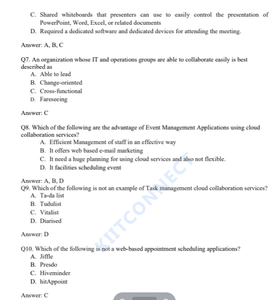 C. Shared whiteboards that presenters can use to easily control the presentation of
PowerPoint, Word, Excel, or related documents
D. Required a dedicated software and dedicated devices for attending the meeting.
Answer: A, B, C
Q7. An organization whose IT and operations groups are able to collaborate easily is best
described as
A. Able to lead
B. Change-oriented
C. Cross-functional
D. Fareseeing
Answer: C
Q8. Which of the following are the advantage of Event Management Applications using cloud
collaboration services?
A. Efficient Management of staff in an effective way
B. It offers web based e-mail marketing
C. It need a huge planning for using cloud services and also not flexible.
D. It facilities scheduling event
Answer: A, B, D
Q9. Which of the following is not an example of Task management cloud collaboration services?
A. Ta-da list
B. Tudulist
C. Vitalist
D. Diarised
Answer: D
Q10. Which of the following is not a web-based appointment scheduling applications?
A. Jiffle
B. Presdo
C. Hiveminder
D. hitAppoint
Answer: C
KIITCONNECT